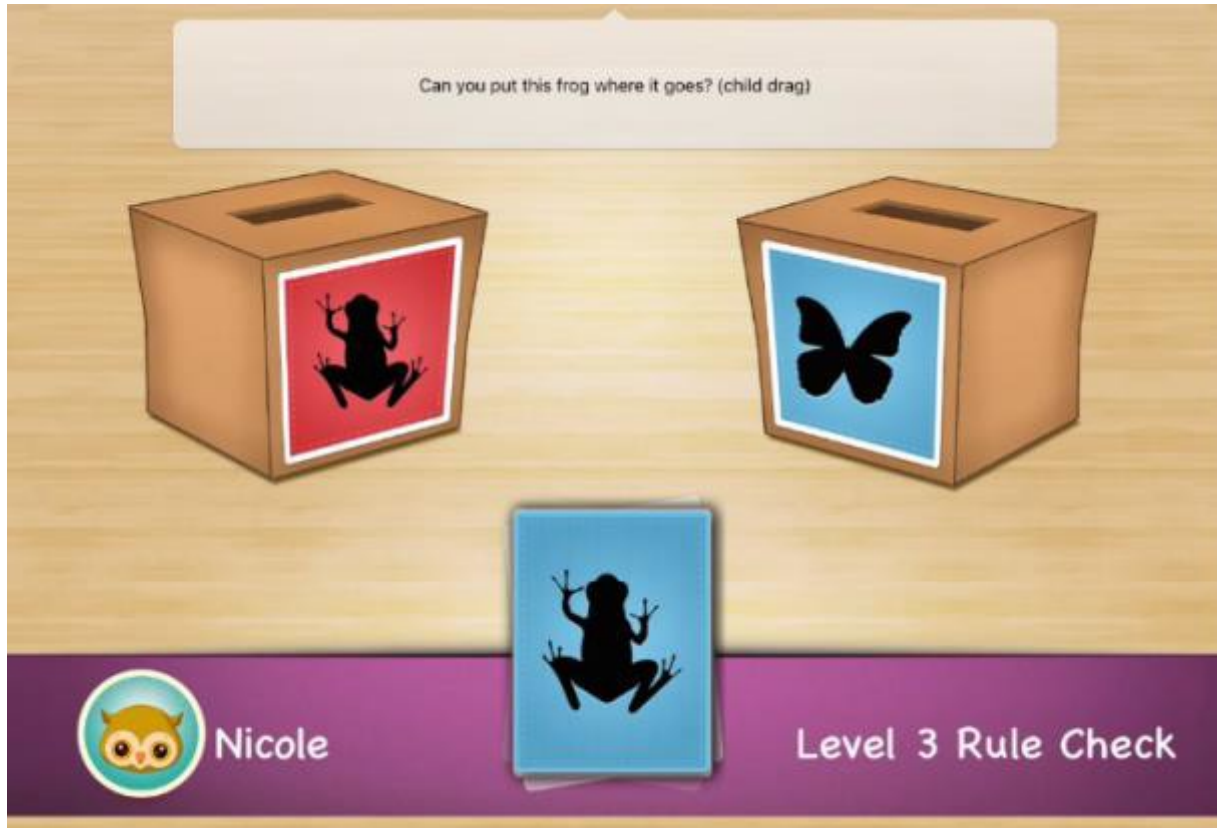 Can you put this frog where it goes? (child drag)
Nicole
Level 3 Rule Check